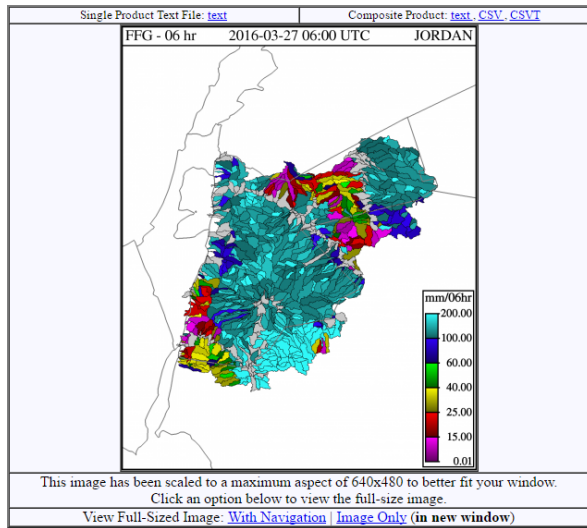 Single Product Text File: text
Composite Product: text , CSV , CSVT
FFG - 06 hr 2016-03-27 06:00 UTC JORDAN
mm/06hr
200.00
100.00
60.00
40.00
25.00
15.00
0.01
This image has been scaled to a maximum aspect of 640x480 to better fit your window.
Click an option below to view the full-size image.
View Full-Sized Image: With Navigation | Image Only (in new window)